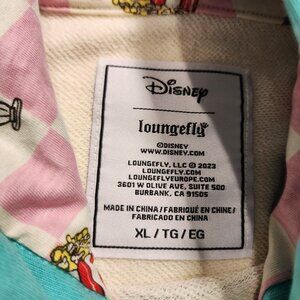 Disney
loungefly
©DISNEY
WWW.DISNEY.COM
LOUNGEFLY, LLC © 2023
LOUNGEFLY.COM
LOUNGEFLYEUROPE.COM
3601 W OLIVE AVE, SUITE 500
BURBANK, CA 91505
MADE IN CHINA / FABRIQUÉ EN CHINE /
FABRICADO EN CHINA
XL / TG / EG